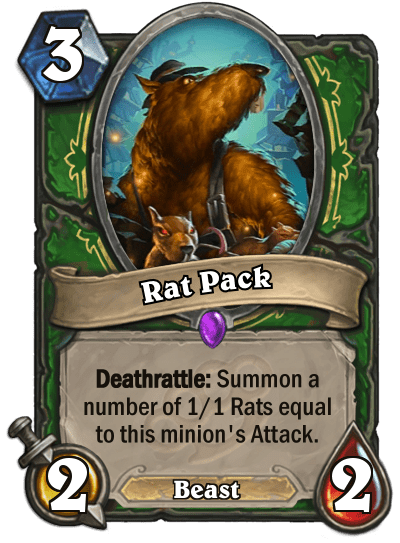 3
Rat Pack
Deathrattle: Summon a
number of 1/1 Rats equal
to this minion's Attack.
2
Beast
2